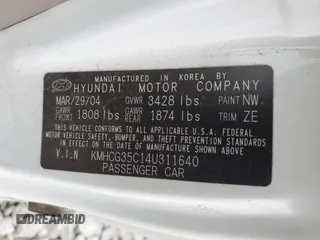 MANUFACTURED IN KOREA BY
HYUNDAI MOTOR COMPANY
MAR/29/04 GVWR 3428 lbs PAINT NW
GAWR FRONT 1808 lbs GAWR REAR 1874 lbs TRIM ZE
THIS VEHICLE CONFORMS TO ALL APPLICABLE
FEDERAL MOTOR VEHICLE SAFETY, BUMPER, AND
THEFT PREVENTION STANDARDS IN EFFECT ON THE
DATE OF MANUFACTURE SHOWN ABOVE.
V.I.N KMHCG35C14U311640
PASSENGER CAR
DEALERSHIP